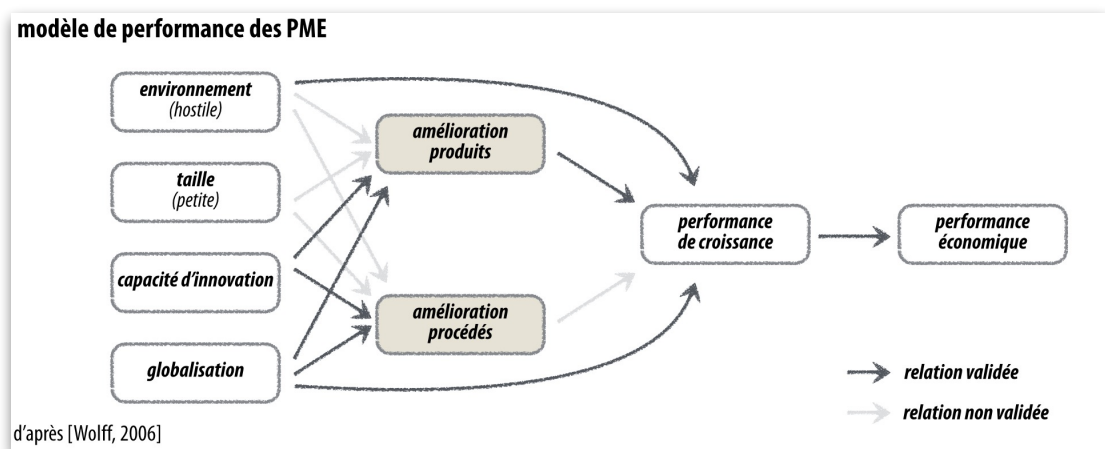 modèle de performance des PME
environnement
(hostile)
taille
(petite)
capacité d'innovation
globalisation
amélioration
produits
amélioration
procédés
performance
de croissance
performance
économique
relation validée
relation non validée
d'après [Wolff, 2006]